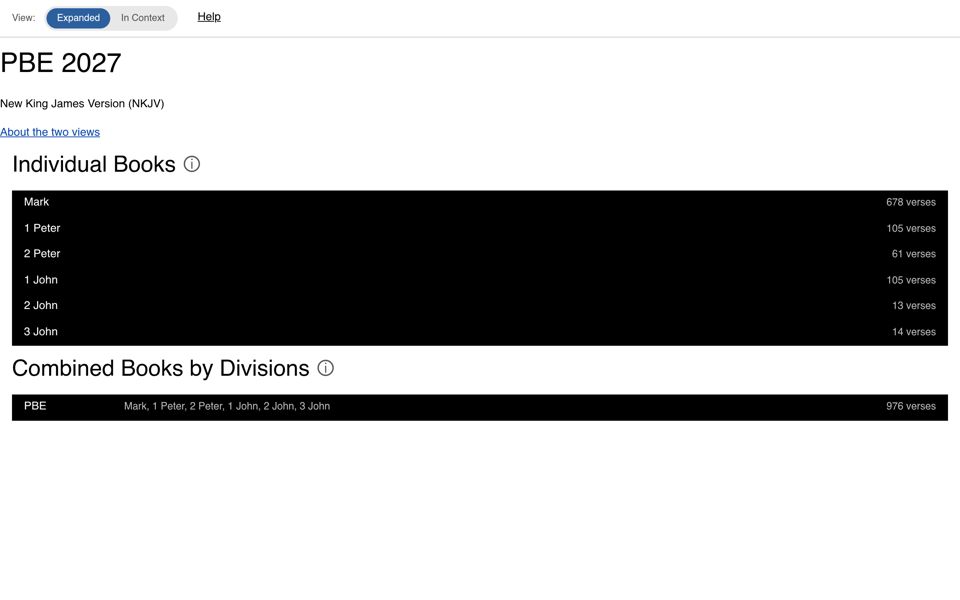 View: Expanded In Context Help
PBE 2027
New King James Version (NKJV)
About the two views
Individual Books
Mark 678 verses
1 Peter 105 verses
2 Peter 61 verses
1 John 105 verses
2 John 13 verses
3 John 14 verses
Combined Books by Divisions
PBE Mark, 1 Peter, 2 Peter, 1 John, 2 John, 3 John 976 verses